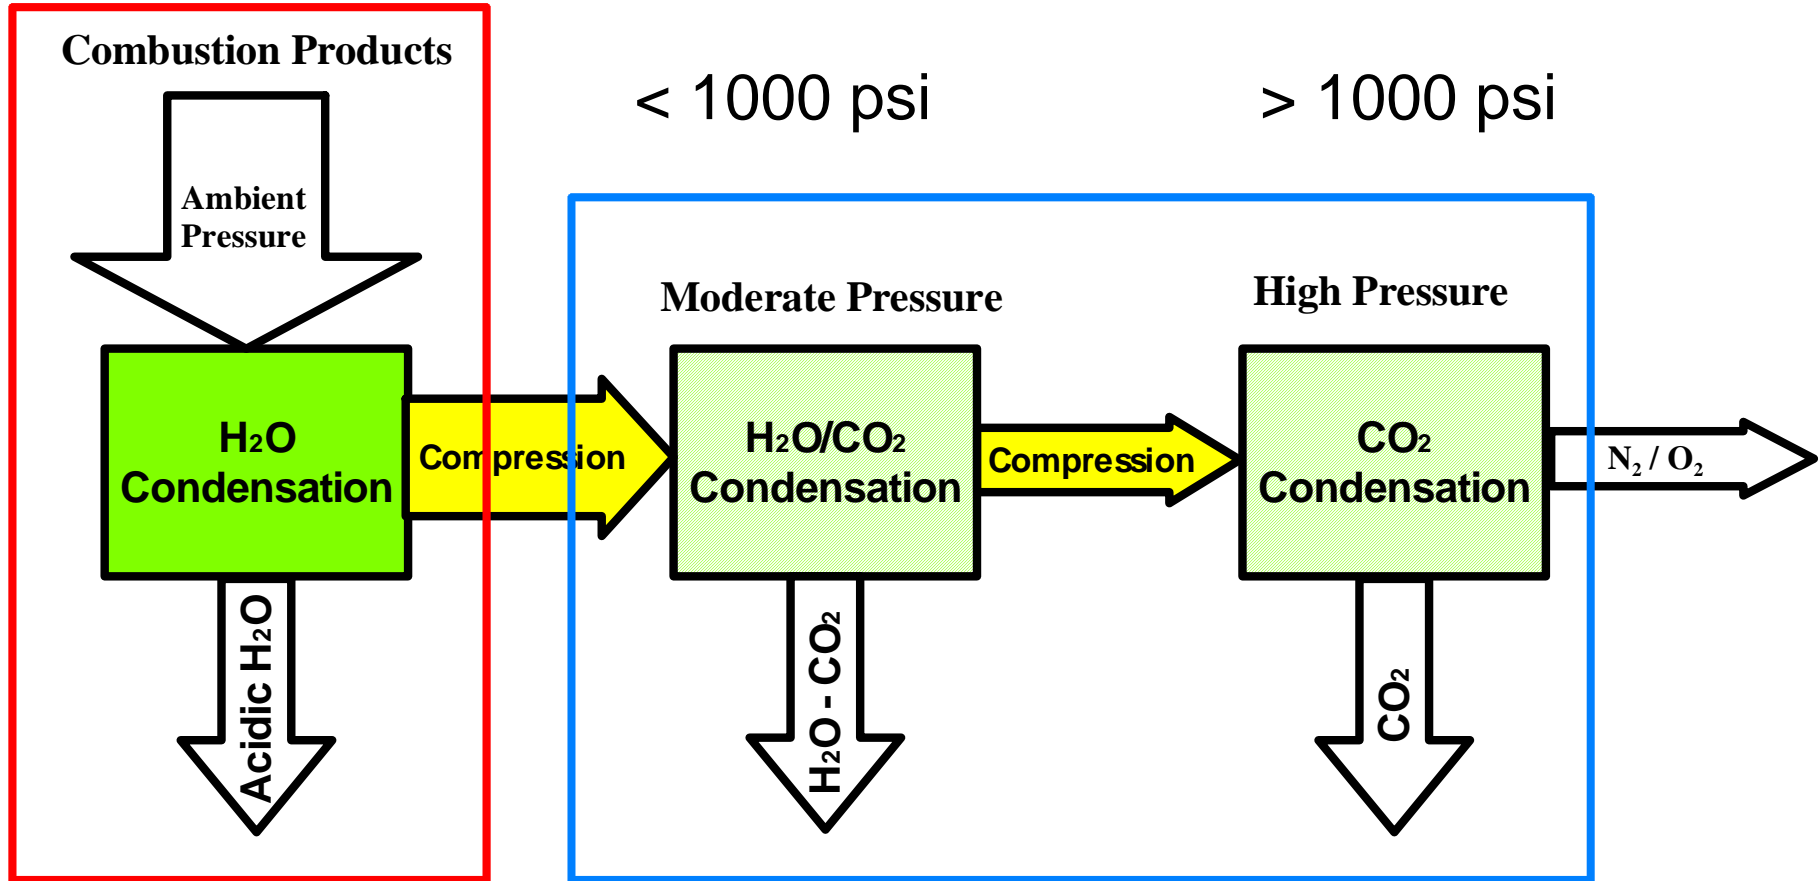 Combustion Products
< 1000 psi
> 1000 psi
Ambient
Pressure
Moderate Pressure
High Pressure
H₂O
Condensation
Compression
H₂O/CO₂
Condensation
Compression
CO₂
Condensation
N₂ / O₂
Acidic H₂O
H₂O - CO₂
CO₂